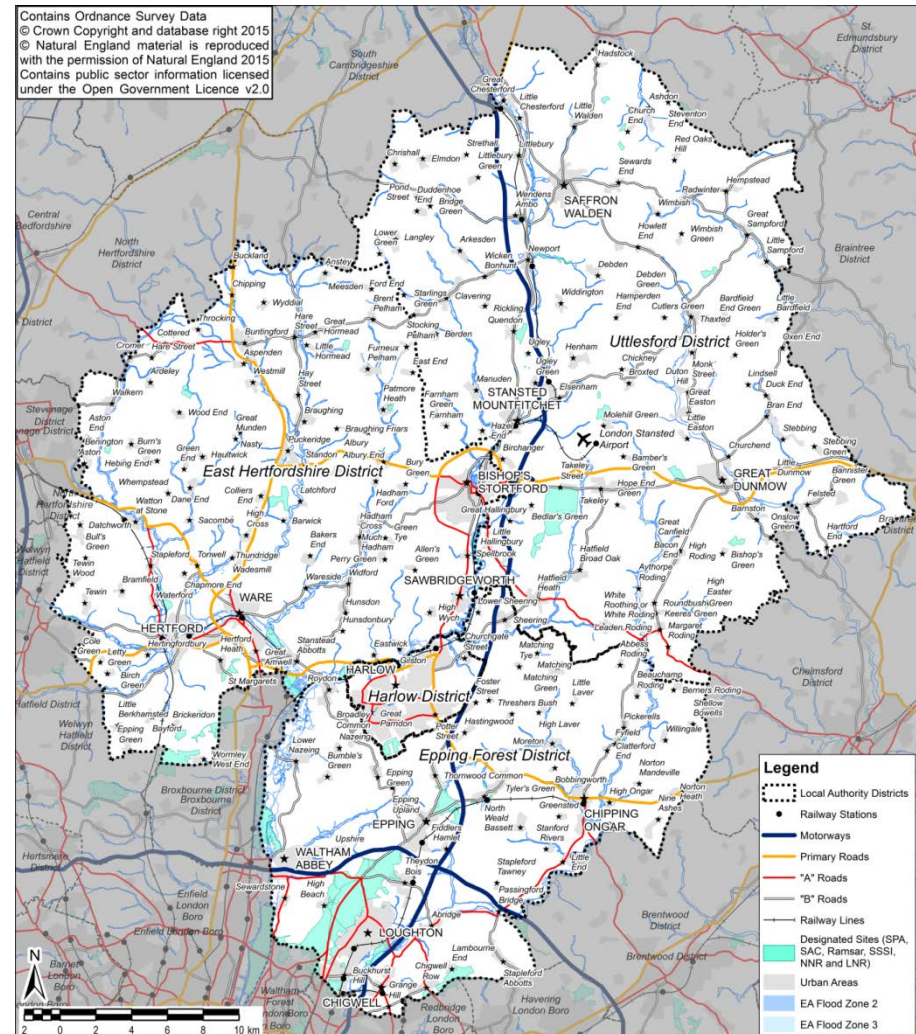 Contains Ordnance Survey Data
© Crown Copyright and database right 2015
© Natural England material is reproduced
with the permission of Natural England 2015
Contains public sector information licensed
under the Open Government Licence v2.0
South
Cambridgeshire
District
St.
Edmundsbury
District
Central
Bedfordshire
North
Hertfordshire
District
Braintree
District
Hadstock
Great
Chesterford
Little
Chesterford
Little
Walden
Ashdon
Church
End
Steventon
End
Red Oaks
Hill
Strethall
Littlebury
Littlebury
Green
Chrishall
Elmdon
Sewards
End
Pond
Street
Duddenhoe
End
Bridge
Green
Wendens
Ambo
SAFFRON
WALDEN
Radwinter
Hempstead
Wimbish
Great
Sampford
Howlett
End
Wimbish
Green
Little
Sampford
Lower
Green
Langley
Arkesden
Newport
Wicken
Bonhunt
Buckland
Anstey
Chipping
Wyddial
Meesden
Ford End
Brent
Pelham
Starlings
Green
Clavering
Rickling
Quendon
Debden
Debden
Green
Widdington
Hamperden
End
Cutlers Green
Thaxted
Bardfield
End Green
Little
Bardfield
Holder's
Green
Oxen End
Throcking
Cottered
Cromer
Hare Street
Buntingford
Hare
Street
Great
Hormead
Little
Hormead
Stocking
Pelham
Berden
Furneux
Pelham
East End
Ugley
Ugley
Green
Henham
Uttlesford District
Chickney
Broxted
Monk
Street
Duton
Hill
Lindsell
Duck End
Aspenden
Ardeley
Westmill
Hay
Street
Patmore
Heath
Manuden
Farnham
Green
Farnham
STANSTED
MOUNTFITCHET
Elsenham
Great
Easton
Bran End
Walkern
Stevenage
District
Aston
End
Wood End
Great
Munden
Braughing
Molehill Green
Little
Easton
Stebbing
Benington
Aston
Burn's
Green
Green
End
Nasty
Haultwick
Hebing End
Puckeridge
Standon
Braughing Friars
Albury
Albury End
Hazel
End
Birchanger
London Stansted
Airport
Churchend
Stebbing
Green
East Hertfordshire District
Bury
Green
BISHOP'S
STORTFORD
Takeley
Street
Bamber's
Green
GREAT
DUNMOW
Little
Dunmow
Bannister
Green
Whempstead
Watton
at Stone
Dane End
Colliers
End
Latchford
Hadham
Ford
Great Hallingbury
Takeley
Hope End
Green
Barnston
Felsted
Onslow
Green
Datchworth
Bull's
Green
Sacombe
High
Cross
Barwick
Hadham
Cross
Much
Hadham
Green
Tye
Little
Hallingbury
Spellbrook
Bedlar's Green
Great
Canfield
Bacon
End
Hartford
End
Braintree
District
Tewin
Wood
Stapleford
Tonwell
Thundridge
Bakers
End
Perry Green
Allen's
Green
Hatfield
Broad Oak
Aythorpe
Roding
High
Roding
Bishop's
Green
Bramfield
Wadesmill
Chapmore End
Waterford
Wareside
Widford
SAWBRIDGEWORTH
Hatfield
Heath
High
Easter
Tewin
WARE
Hunsdon
Hunsdonbury
High
Wych
Lower Sheering
Sheering
White
Roothing or
White Roding
Roundbush
Green
Keeres Green
Leaden Roding
Margaret
Roding
HERTFORD
Hertingfordbury
Hertford
Heath
Great
Amwell
Stanstead
Abbotts
Eastwick
Gilston
Churchgate
Street
Abbess
Roding
Cole
Green
Letty
Green
St Margarets
Roydon
HARLOW
Matching
Tye
Matching
Green
Beauchamp
Roding
Chelmsford
District
Birch
Green
Harlow District
Foster
Street
Little
Laver
Berners Roding
Shellow
Bowells
Welwyn
Hatfield
District
Little
Berkhamsted
Brickendon
Epping
Green
Bayford
Broadley
Common
Nazeing
Great
Parndon
Potter
Street
Threshers Bush
Hastingwood
High Laver
Pickerells
Fyfield
Willingale
Wormley
West End
Lower
Nazeing
Bumble's
Green
Epping Forest District
Moreton
Clatterford
End
Norton
Mandeville
Broxbourne
District
Epping
Green
Thornwood Common
Tyler's
Green
Bobbingworth
Greensted
High Ongar
Norton
Heath
Nine
Ashes
CHIPPING
ONGAR
Epping
Upland
EPPING
Fiddlers
Hamlet
North
Weald
Bassett
Stanford
Rivers
Upshire
WALTHAM
ABBEY
Theydon
Bois
Stapleford
Tawney
Little
End
Sewardstone
High
Beach
Passingford
Bridge
Abridge
LOUGHTON
Lambourne
End
Stapleford
Abbotts
Buckhurst
Hill
Chigwell
Row
Grange
Hill
CHIGWELL
Hertsmere
District
Enfield
London Boro
Waltham
Forest
London Boro
Redbridge
London Boro
Havering
London Boro
Brentwood
District
N
2 0 2 4 6 8 10 km
Legend
Local Authority Districts
Railway Stations
Motorways
Primary Roads
"A" Roads
"B" Roads
Railway Lines
Designated Sites (SPA,
SAC, Ramsar, SSSI,
NNR and LNR)
Urban Areas
EA Flood Zone 2
EA Flood Zone 3